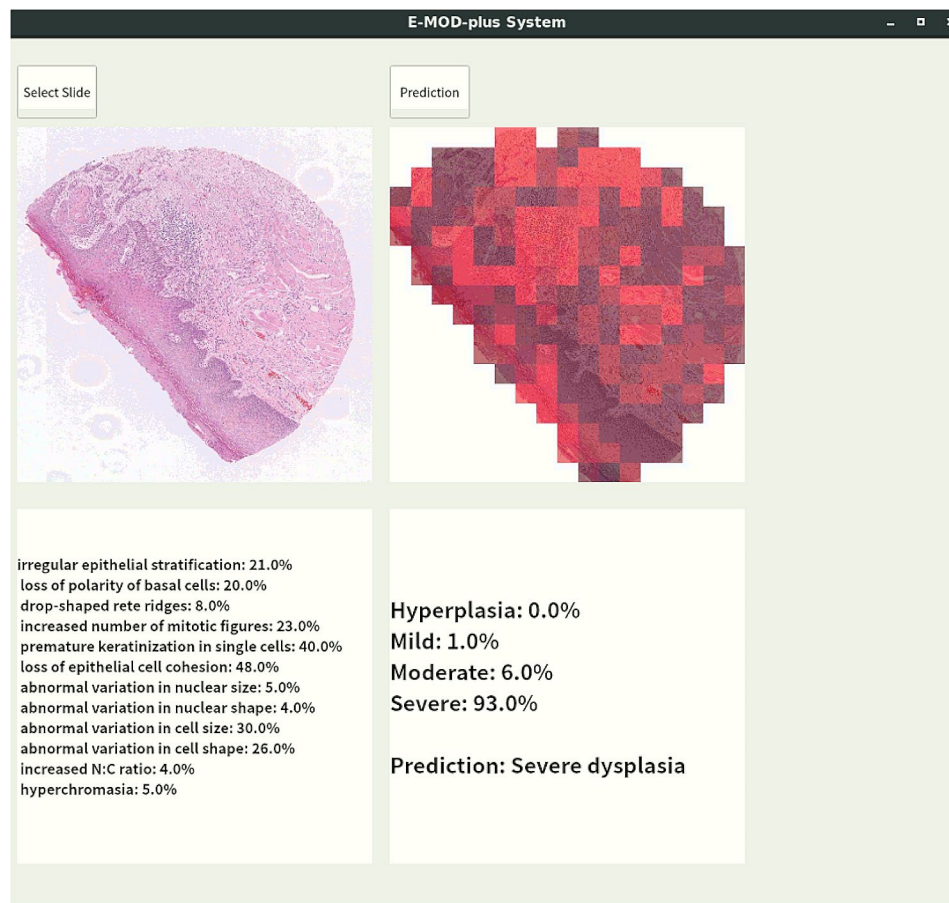 E-MOD-plus System
Select Slide
Prediction
irregular epithelial stratification: 21.0%
loss of polarity of basal cells: 20.0%
drop-shaped rete ridges: 8.0%
increased number of mitotic figures: 23.0%
premature keratinization in single cells: 40.0%
loss of epithelial cell cohesion: 48.0%
abnormal variation in nuclear size: 5.0%
abnormal variation in nuclear shape: 4.0%
abnormal variation in cell size: 30.0%
abnormal variation in cell shape: 26.0%
increased N:C ratio: 4.0%
hyperchromasia: 5.0%
Hyperplasia: 0.0%
Mild: 1.0%
Moderate: 6.0%
Severe: 93.0%
Prediction: Severe dysplasia